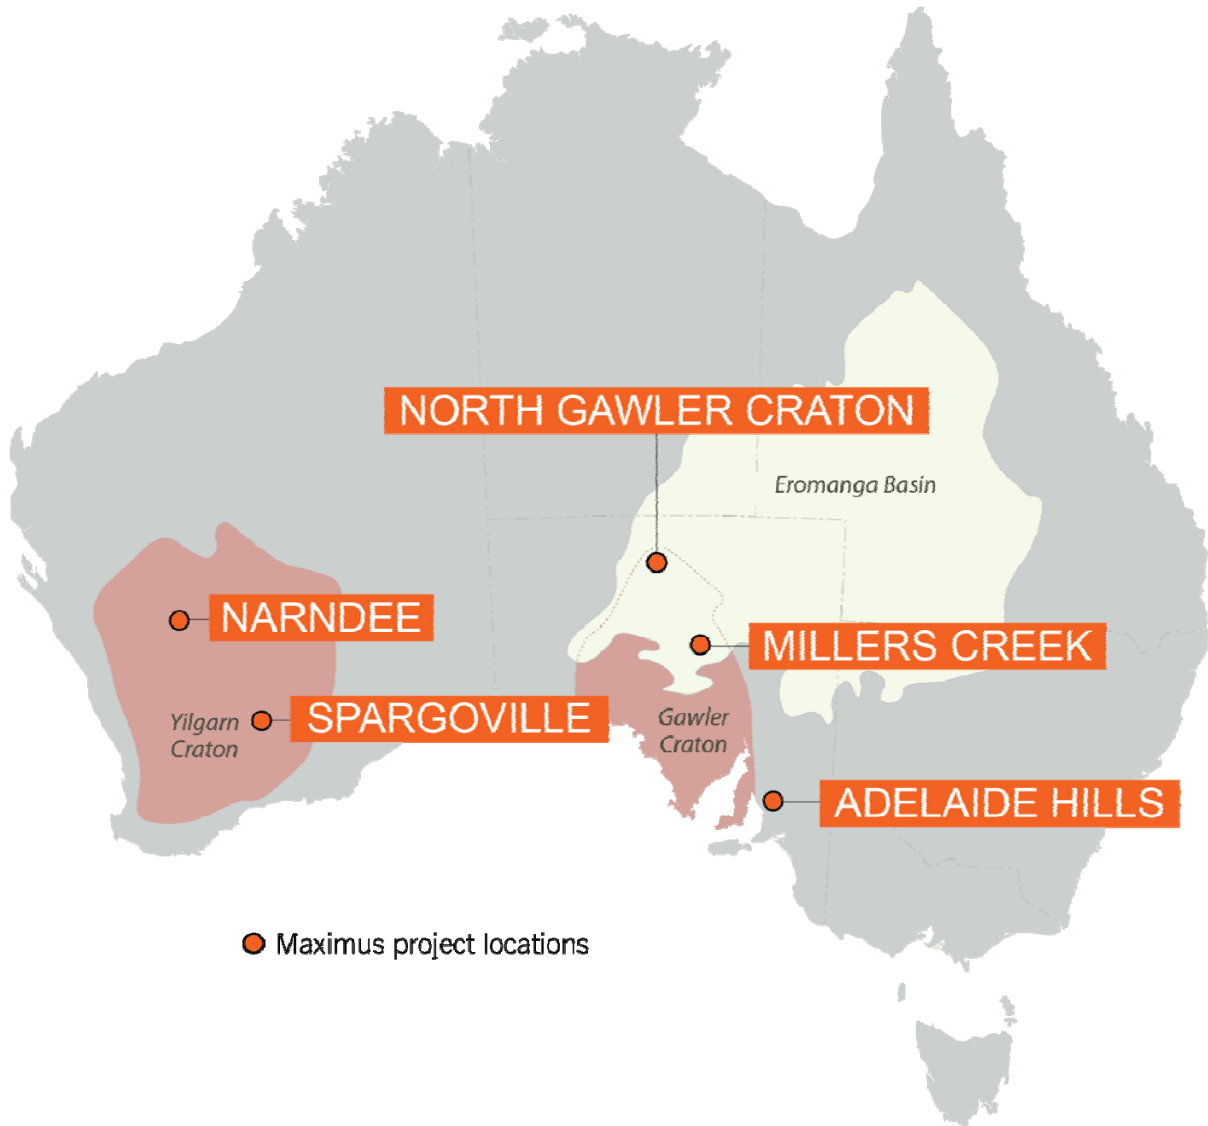 NORTH GAWLER CRATON
Eromanga Basin
NARNDEE
MILLERS CREEK
SPARGOVILLE
Yilgarn
Craton
Gawler
Craton
ADELAIDE HILLS
Maximus project locations